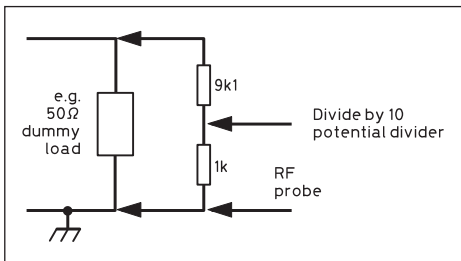 e.g.
50Ω
dummy
load
9k1
1k
Divide by 10
potential divider
RF
probe